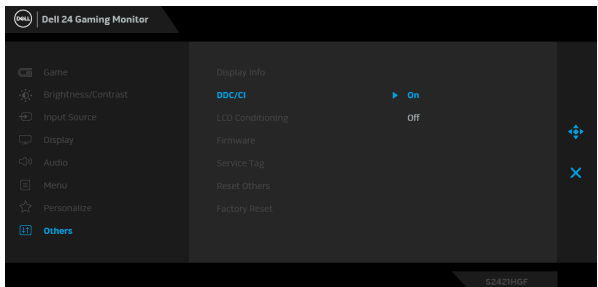 DELL Dell 24 Gaming Monitor
Game
Brightness/Contrast
Input Source
Display
Audio
Menu
Personalize
Others
Display Info
DDC/CI On
LCD Conditioning Off
Firmware
Service Tag
Reset Others
Factory Reset
S2421HGF